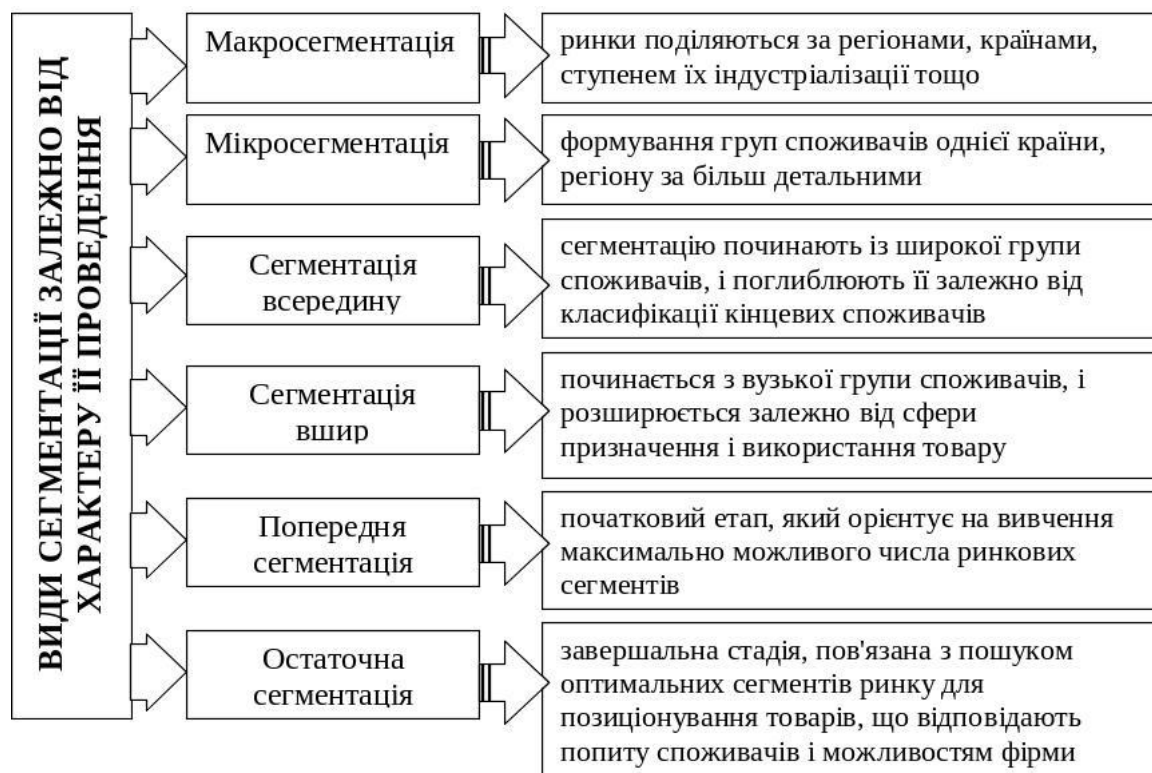 ВИДИ СЕГМЕНТАЦІЇ ЗАЛЕЖНО ВІД
ХАРАКТЕРУ ЇЇ ПРОВЕДЕННЯ
Макросегментація
ринки поділяються за регіонами, країнами,
ступенем їх індустріалізації тощо
Мікросегментація
формування груп споживачів однієї країни,
регіону за більш детальними
Сегментація
всередину
сегментацію починають із широкої групи
споживачів, і поглиблюють її залежно від
класифікації кінцевих споживачів
Сегментація
вшир
починається з вузької групи споживачів, і
розширюється залежно від сфери
призначення і використання товару
Попередня
сегментація
початковий етап, який орієнтує на вивчення
максимально можливого числа ринкових
сегментів
Остаточна
сегментація
завершальна стадія, пов'язана з пошуком
оптимальних сегментів ринку для
позиціонування товарів, що відповідають
попиту споживачів і можливостям фірми